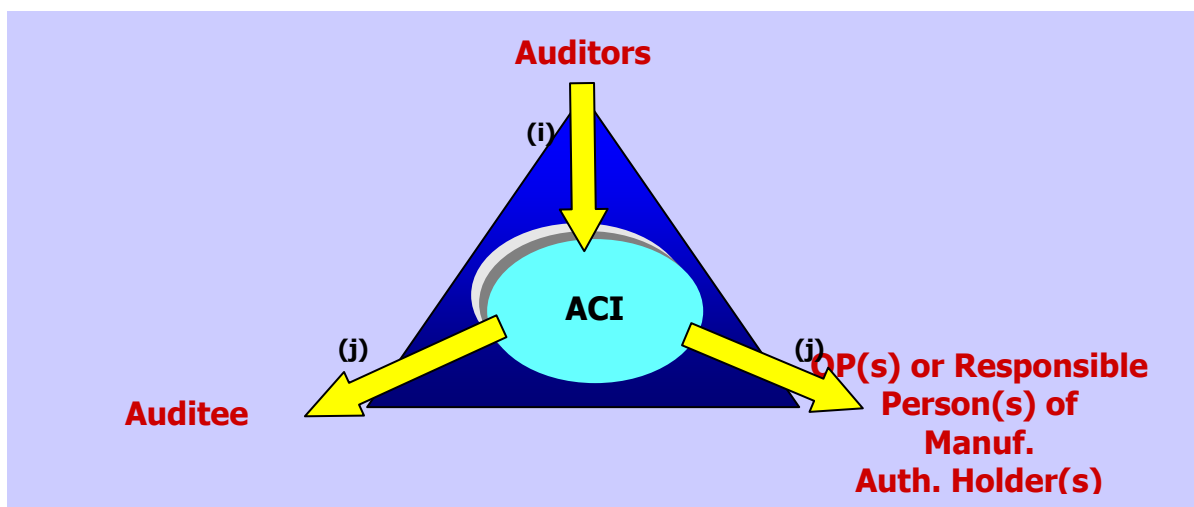 Auditors
(i)
ACI
(j)
(j)
QP(s) or Responsible
Person(s) of
Manuf.
Auth. Holder(s)
Auditee